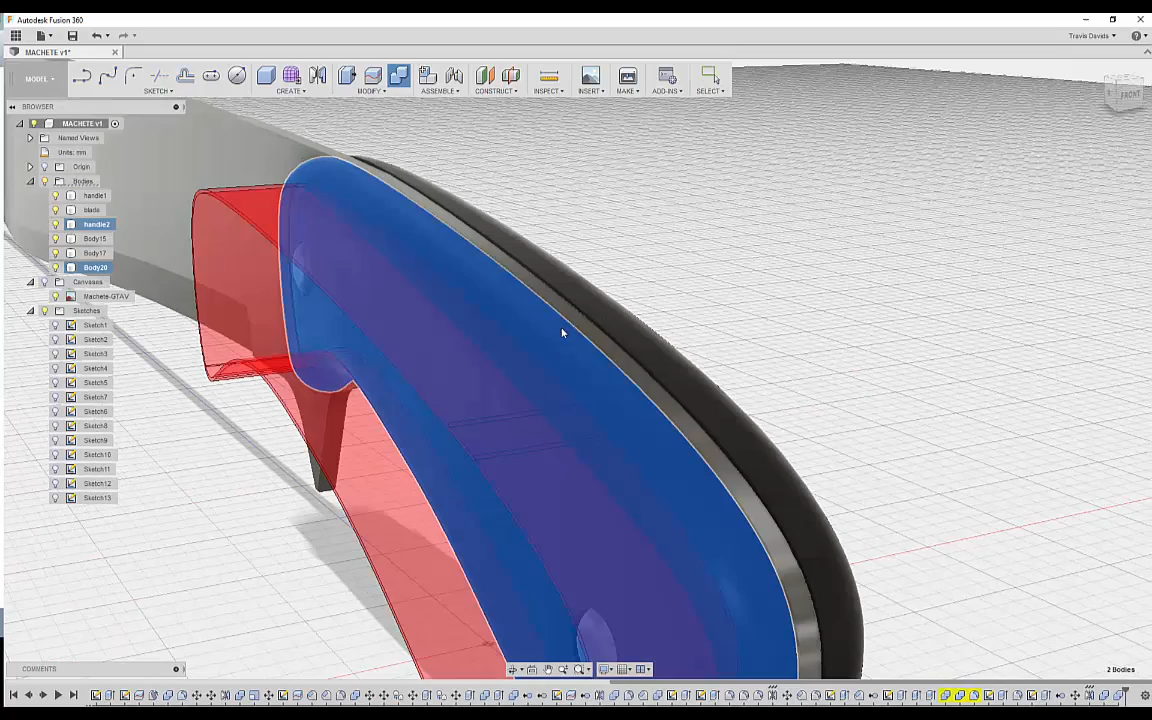 Autodesk Fusion 360
Travis Davids
MACHETE v1*
MODEL
SKETCH CREATE MODIFY ASSEMBLE CONSTRUCT INSPECT INSERT MAKE ADD-INS SELECT
BROWSER
FRONT
MACHETE v1
Named Views
Units: mm
Origin
Bodies
handle1
blade
handle2
Body15
Body17
Body20
Canvases
Machete-GTAV
Sketches
Sketch1
Sketch2
Sketch3
Sketch4
Sketch5
Sketch7
Sketch6
Sketch8
Sketch9
Sketch10
Sketch11
Sketch12
Sketch13
COMMENTS
2 Bodies